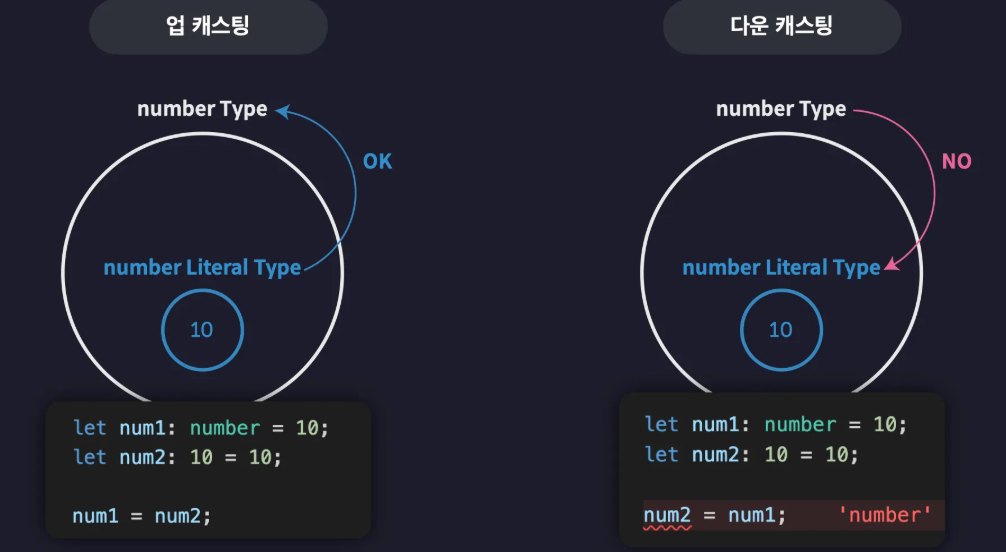 업 캐스팅
number Type
OK
number Literal Type
10
let num1: number = 10;
let num2: 10 = 10;
num1 = num2;
다운 캐스팅
number Type
NO
number Literal Type
10
let num1: number = 10;
let num2: 10 = 10;
num2 = num1; 'number'